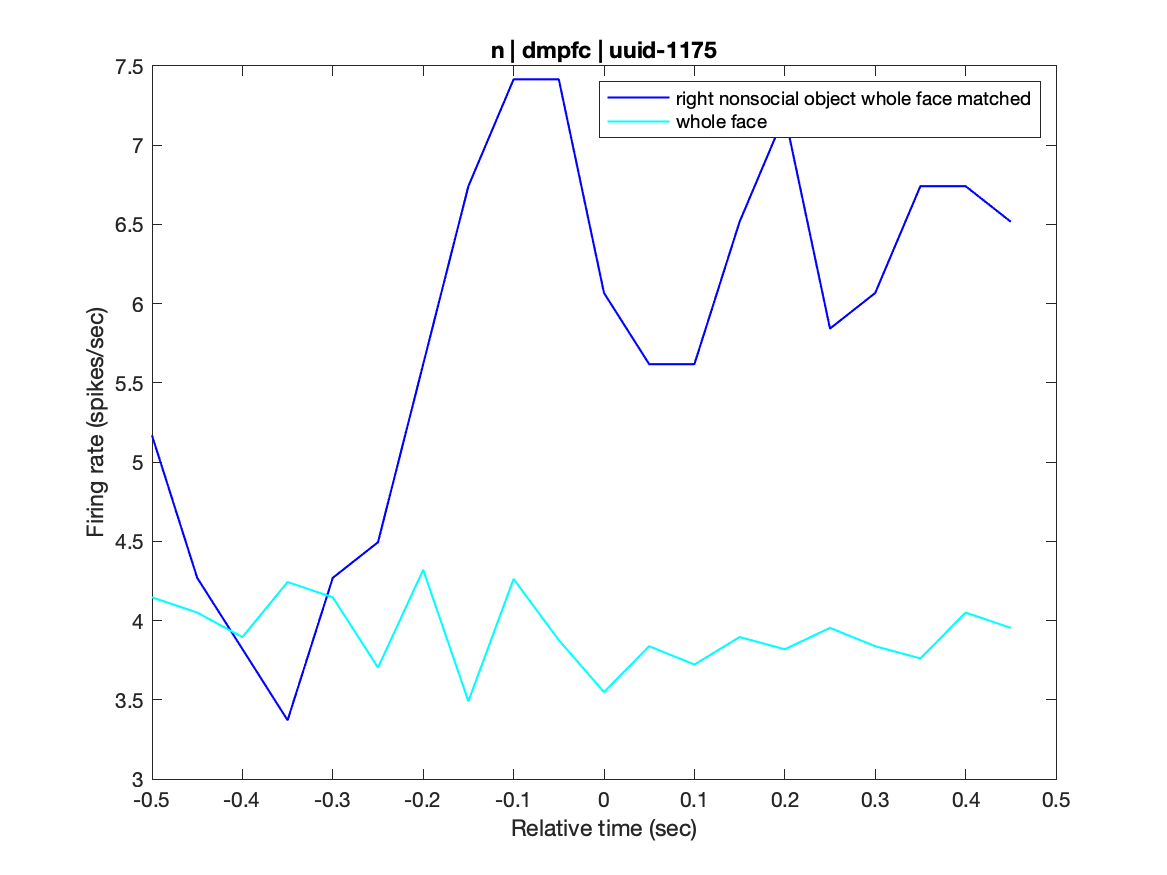 n | dmpfc | uuid-1175
right nonsocial object whole face matched
whole face
7.5
7
6.5
6
5.5
5
4.5
4
3.5
3
Firing rate (spikes/sec)
-0.5 -0.4 -0.3 -0.2 -0.1 0 0.1 0.2 0.3 0.4 0.5
Relative time (sec)